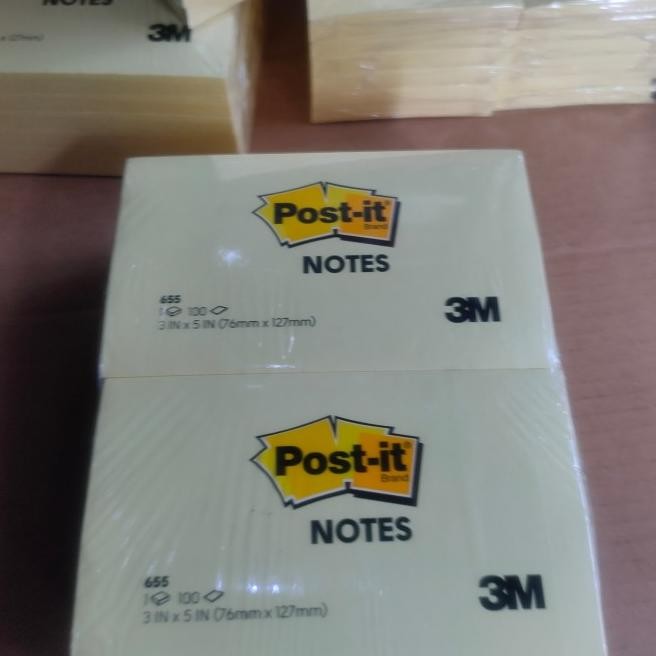 NOTES
3M
x 127mm)
Post-it®
Brand
NOTES
655
1 100
3 IN x 5 IN (76mm x 127mm)
3M
Post-it®
Brand
NOTES
655
1 100
3 IN x 5 IN (76mm x 127mm)
3M